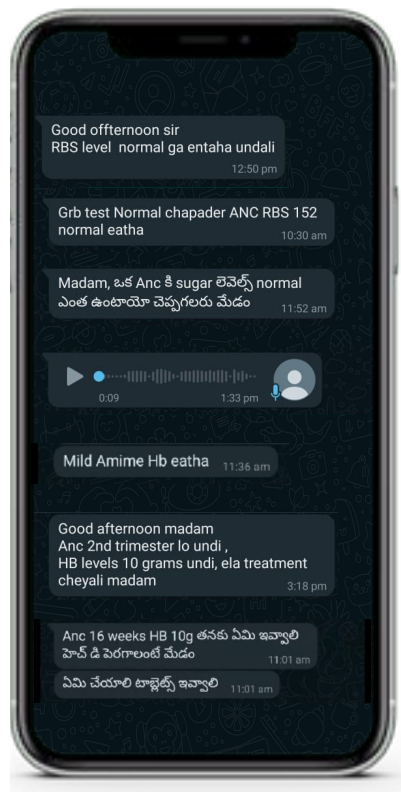 Good offternoon sir
RBS level normal ga entaha undali
12:50 pm
Grb test Normal chapader ANC RBS 152
normal eatha
10:30 am
Madam, ఒక Anc కి sugar లెవెల్స్ normal
ఎంత ఉంటాయో చెప్పగలరు మేడం
11:52 am
0:09
1:33 pm
Mild Amime Hb eatha
11:36 am
Good afternoon madam
Anc 2nd trimester lo undi ,
HB levels 10 grams undi, ela treatment
cheyali madam
3:18 pm
Anc 16 weeks HB 10g తనకు ఏమి ఇవ్వాలి
హెచ్ డి పెరగాలంటే మేడం
11:01 am
ఏమి చేయాలి టాబ్లెట్స్ ఇవ్వాలి
11:01 am